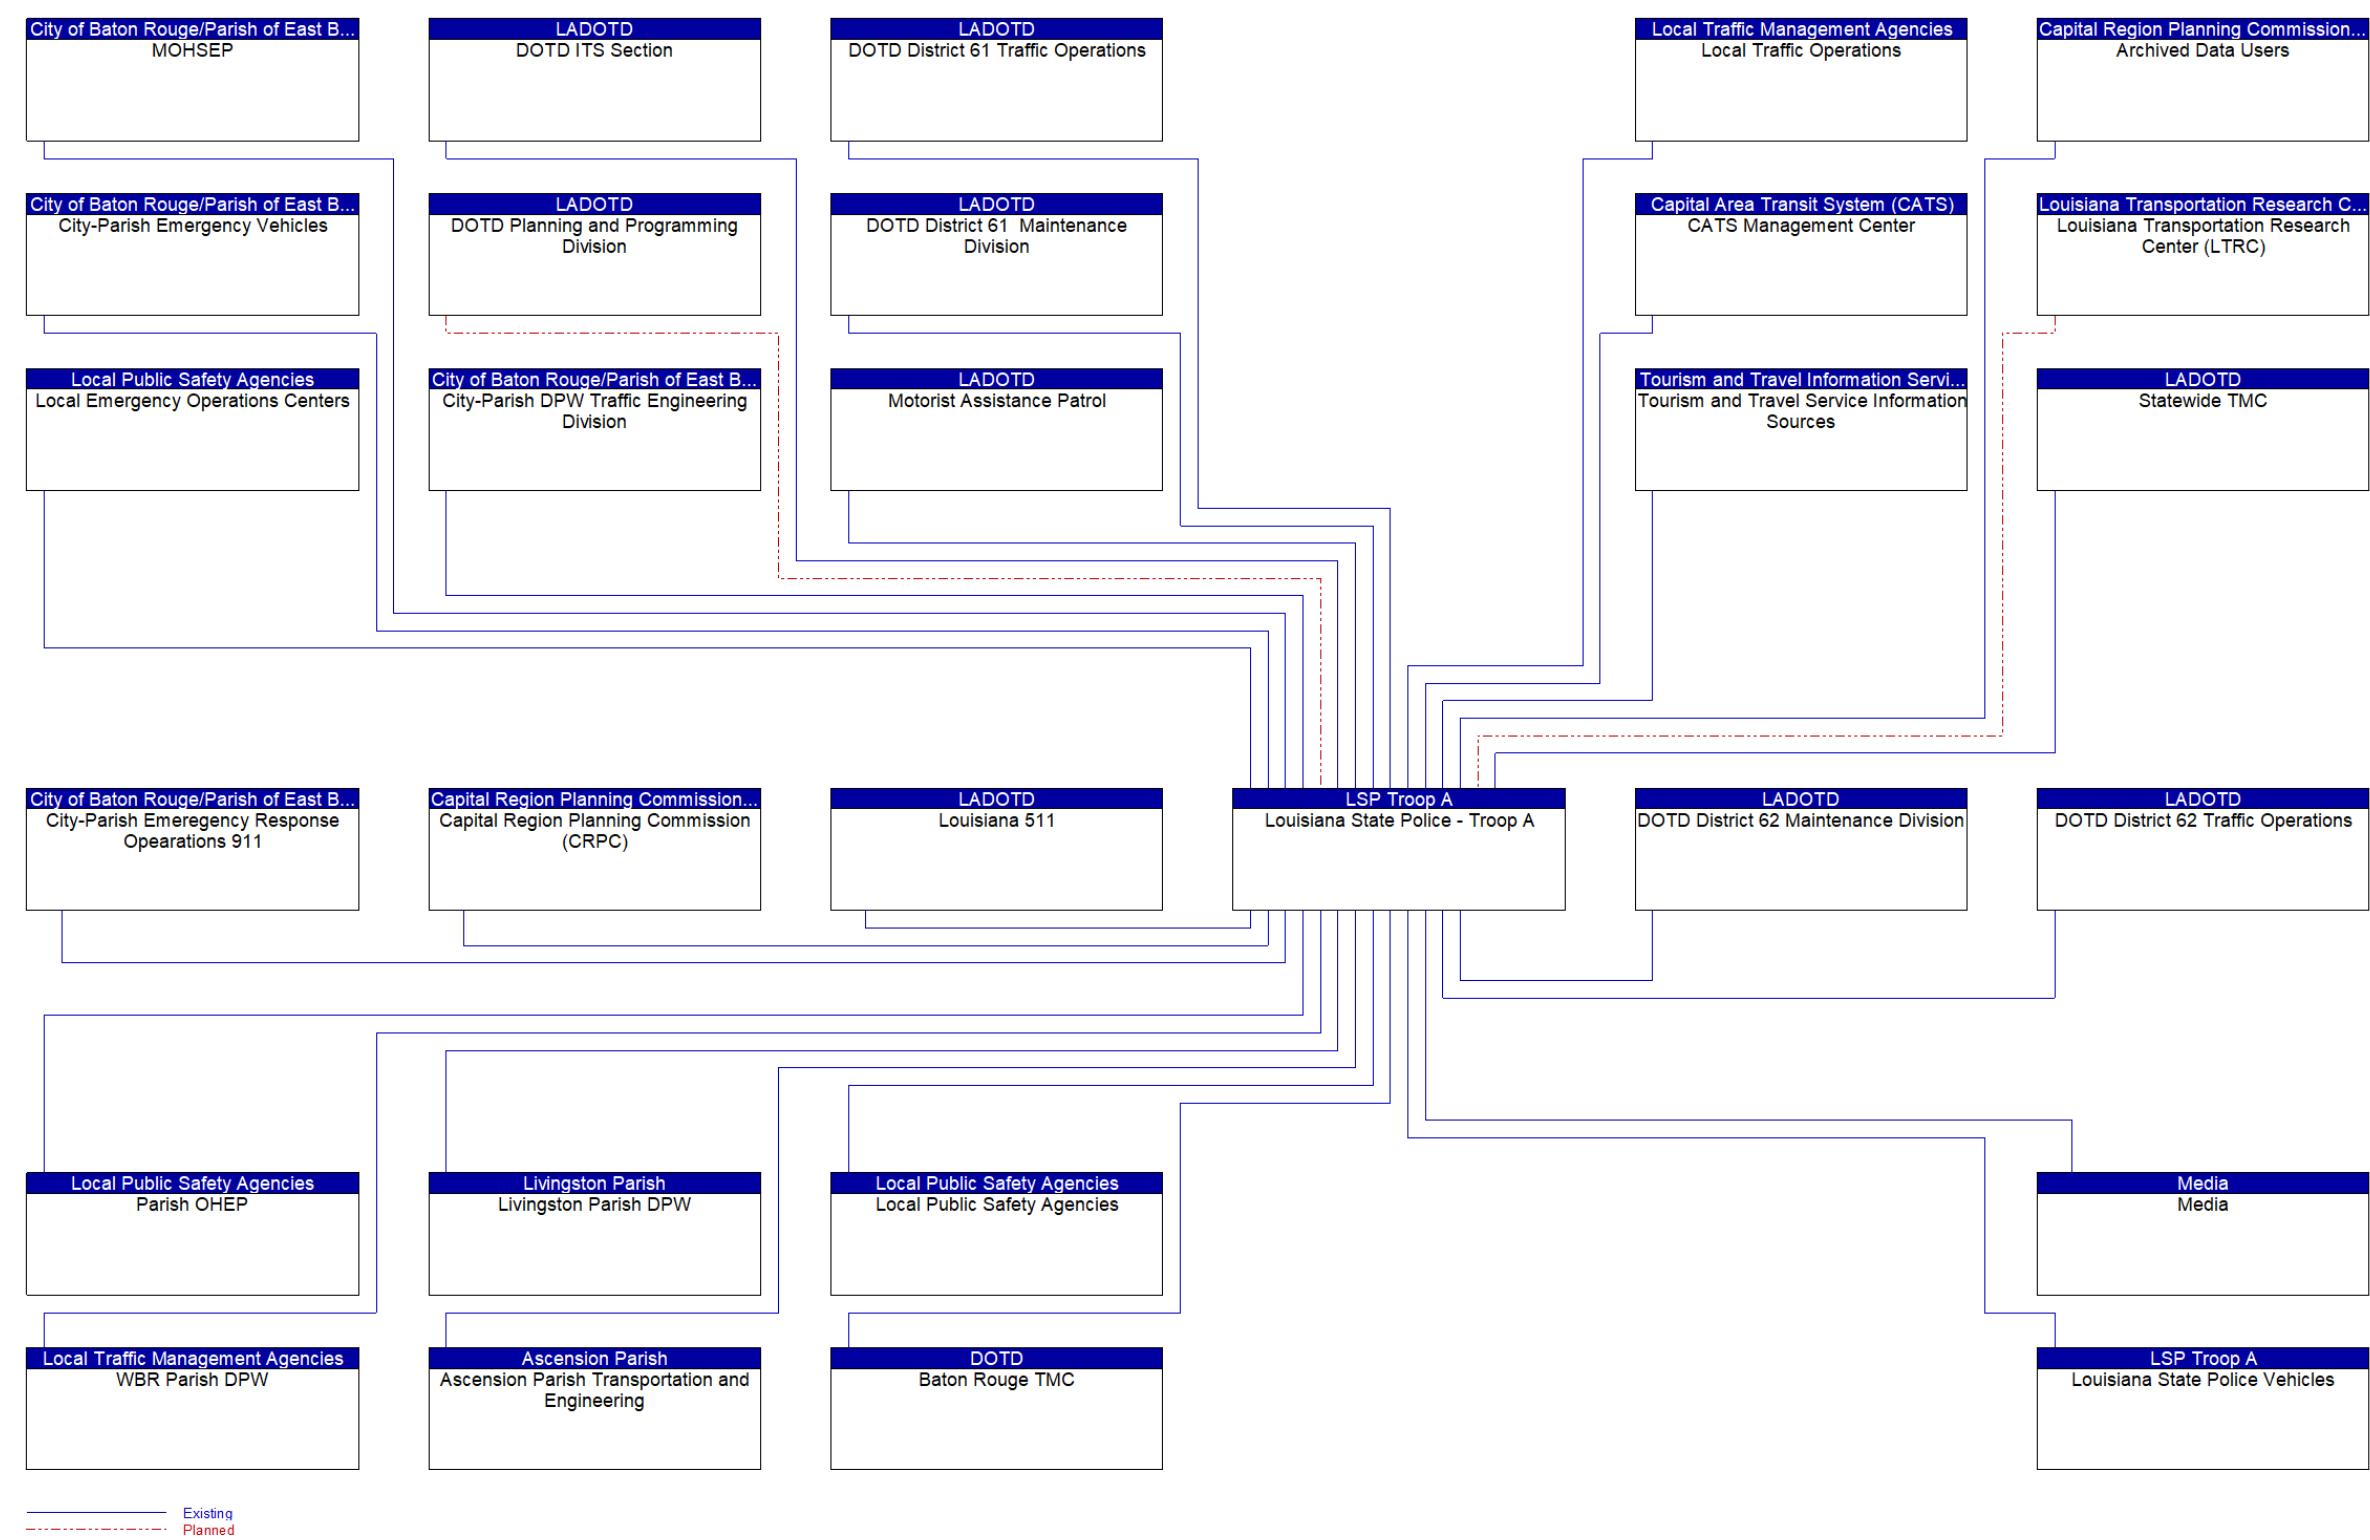 City of Baton Rouge/Parish of East B...
MOHSEP
LADOTD
DOTD ITS Section
LADOTD
DOTD District 61 Traffic Operations
Local Traffic Management Agencies
Local Traffic Operations
Capital Region Planning Commission...
Archived Data Users
City of Baton Rouge/Parish of East B...
City-Parish Emergency Vehicles
LADOTD
DOTD Planning and Programming
Division
LADOTD
DOTD District 61 Maintenance
Division
Capital Area Transit System (CATS)
CATS Management Center
Louisiana Transportation Research C...
Louisiana Transportation Research
Center (LTRC)
Local Public Safety Agencies
Local Emergency Operations Centers
City of Baton Rouge/Parish of East B...
City-Parish DPW Traffic Engineering
Division
LADOTD
Motorist Assistance Patrol
Tourism and Travel Information Servi...
Tourism and Travel Service Information
Sources
LADOTD
Statewide TMC
City of Baton Rouge/Parish of East B...
City-Parish Emeregency Response
Opearations 911
Capital Region Planning Commission...
Capital Region Planning Commission
(CRPC)
LADOTD
Louisiana 511
LSP Troop A
Louisiana State Police - Troop A
LADOTD
DOTD District 62 Maintenance Division
LADOTD
DOTD District 62 Traffic Operations
Local Public Safety Agencies
Parish OHEP
Livingston Parish
Livingston Parish DPW
Local Public Safety Agencies
Local Public Safety Agencies
Media
Media
Local Traffic Management Agencies
WBR Parish DPW
Ascension Parish
Ascension Parish Transportation and
Engineering
DOTD
Baton Rouge TMC
LSP Troop A
Louisiana State Police Vehicles
Existing
Planned